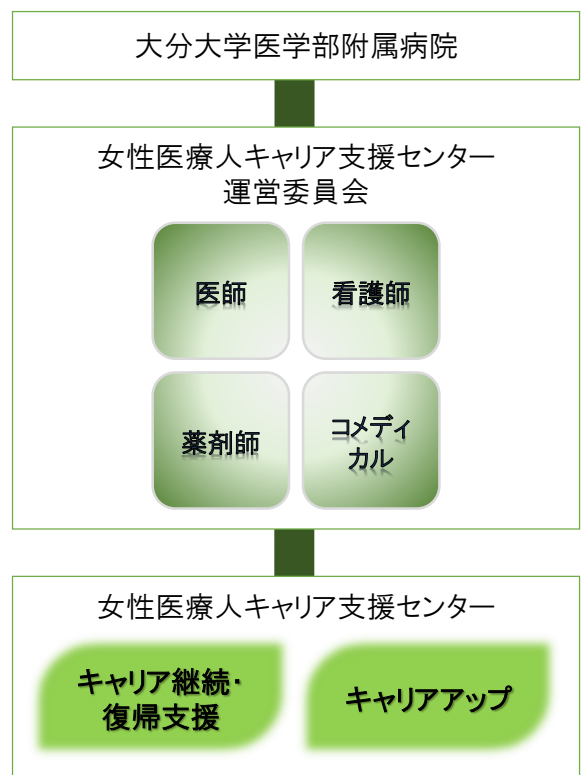 大分大学医学部附属病院
女性医療人キャリア支援センター
運営委員会
医師
看護師
薬剤師
コメディ
カル
女性医療人キャリア支援センター
キャリア継続・
復帰支援
キャリアアップ